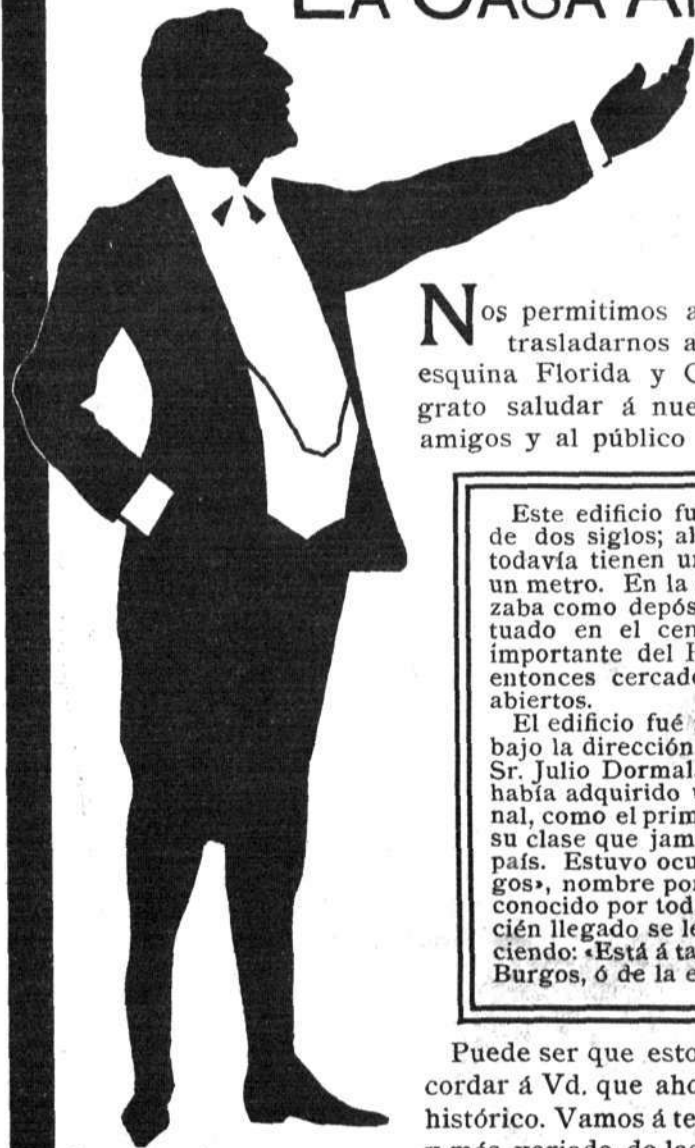 LA CASA A
Nos permitimos a
trasladarnos a
esquina Florida y C
grato saludar á nue
amigos y al público
Este edificio fu
de dos siglos; al
todavía tienen un
un metro. En la
zaba como depós
tuado en el cen
importante del
entonces cercado
abiertos.
El edificio fué
bajo la dirección
Sr. Julio Dormal.
había adquirido
nal, como el prim
su clase que jam
país. Estuvo ocu
gos», nombre por
conocido por tod
cién llegado se le
ciendo: «Está á ta
Burgos, ó de la e
Puede ser que esto
cordar á Vd. que aho
histórico. Vamos á te